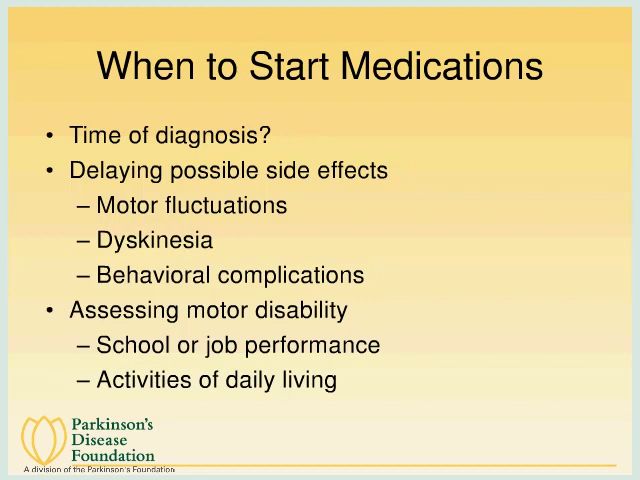 When to Start Medications
• Time of diagnosis?
• Delaying possible side effects
– Motor fluctuations
– Dyskinesia
– Behavioral complications
• Assessing motor disability
– School or job performance
– Activities of daily living
Parkinson's
Disease
Foundation
A division of the Parkinson's Foundation